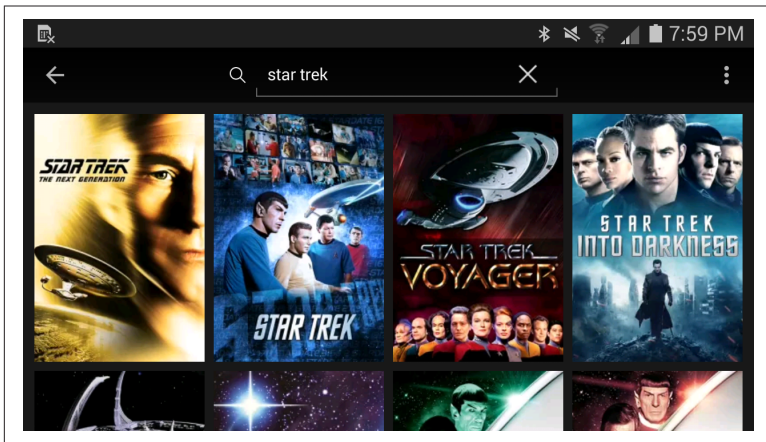 7:59 PM
star trek
STAR TREK
THE NEXT GENERATION
STAR TREK
STAR TREK
VOYAGER
STAR TREK
INTO DARKNESS